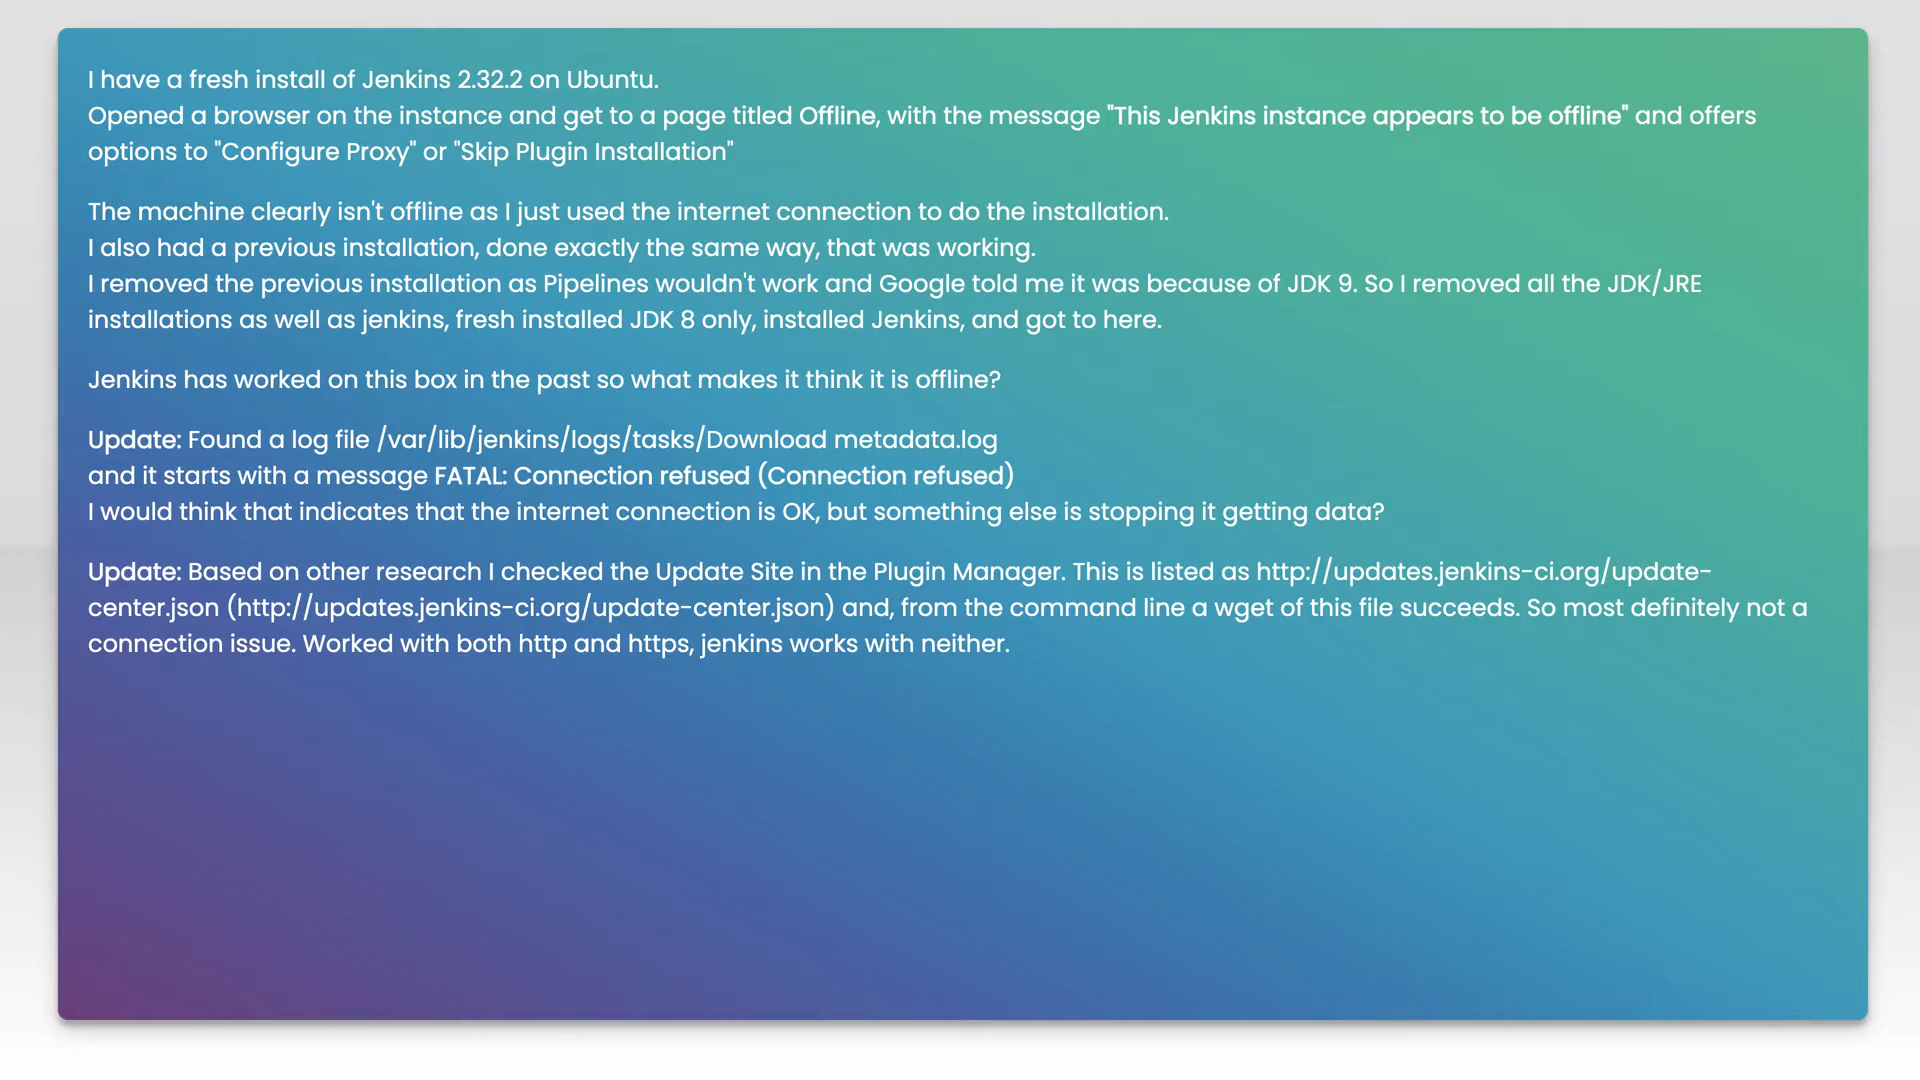 I have a fresh install of Jenkins 2.32.2 on Ubuntu.
Opened a browser on the instance and get to a page titled Offline, with the message "This Jenkins instance appears to be offline" and offers
options to "Configure Proxy" or "Skip Plugin Installation"
The machine clearly isn't offline as I just used the internet connection to do the installation.
I also had a previous installation, done exactly the same way, that was working.
I removed the previous installation as Pipelines wouldn't work and Google told me it was because of JDK 9. So I removed all the JDK/JRE
installations as well as jenkins, fresh installed JDK 8 only, installed Jenkins, and got to here.
Jenkins has worked on this box in the past so what makes it think it is offline?
Update: Found a log file /var/lib/jenkins/logs/tasks/Download metadata.log
and it starts with a message FATAL: Connection refused (Connection refused)
I would think that indicates that the internet connection is OK, but something else is stopping it getting data?
Update: Based on other research I checked the Update Site in the Plugin Manager. This is listed as http://updates.jenkins-ci.org/update-
center.json (http://updates.jenkins-ci.org/update-center.json) and, from the command line a wget of this file succeeds. So most definitely not a
connection issue. Worked with both http and https, jenkins works with neither.